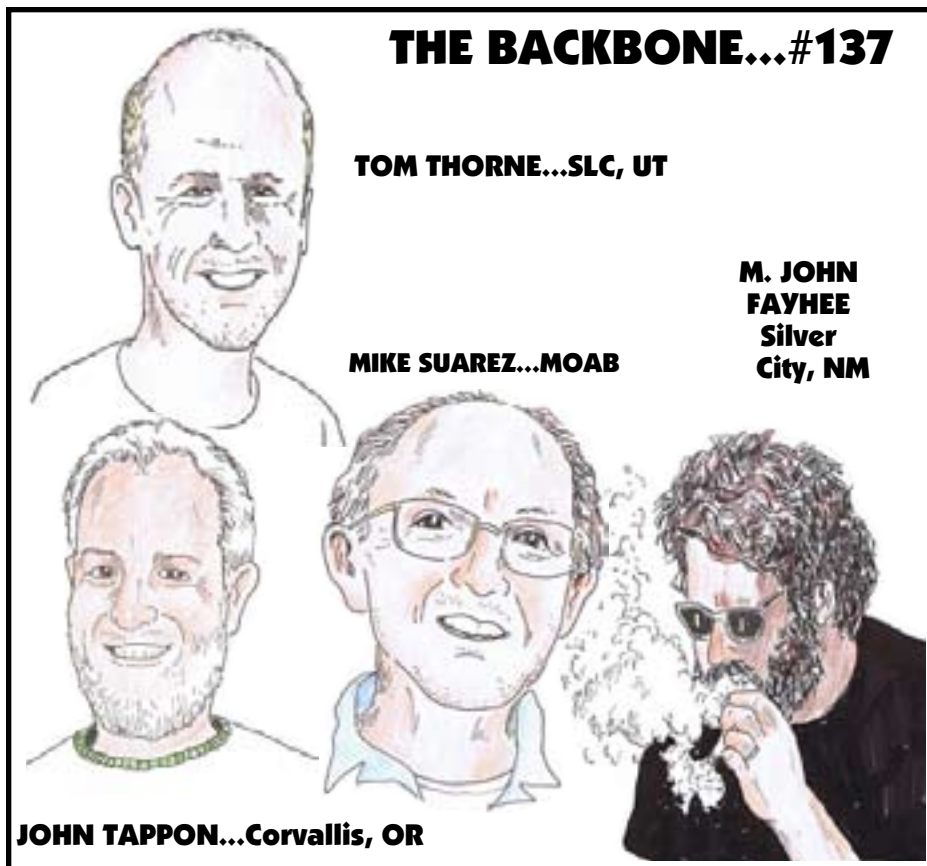 THE BACKBONE...#137
TOM THORNE...SLC, UT
M. JOHN
FAYHEE
Silver
City, NM
MIKE SUAREZ...MOAB
JOHN TAPPON...Corvallis, OR